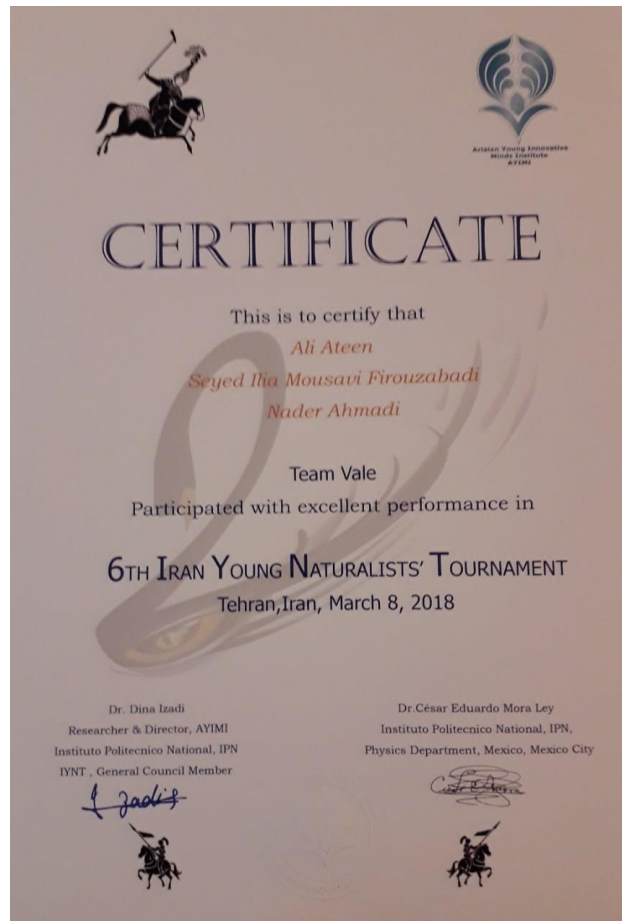 Ariaian Young Innovative
Minds Institute
AYIMI
CERTIFICATE
This is to certify that
Ali Ateen
Seyed Ilia Mousavi Firouzabadi
Nader Ahmadi
Team Vale
Participated with excellent performance in
6TH IRAN YOUNG NATURALISTS' TOURNAMENT
Tehran,Iran, March 8, 2018
Dr. Dina Izadi
Researcher & Director, AYIMI
Instituto Politecnico National, IPN
IYNT , General Council Member
Dr.César Eduardo Mora Ley
Instituto Politecnico National, IPN,
Physics Department, Mexico, Mexico City